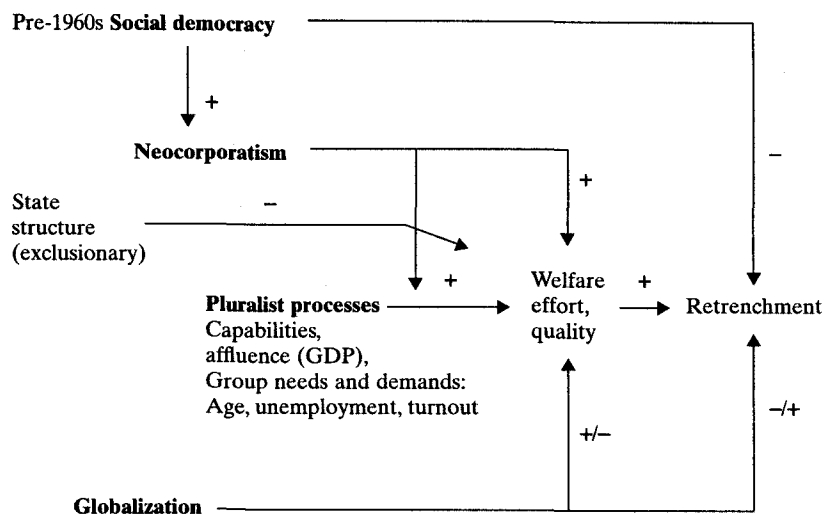 Pre-1960s Social democracy
+
–
Neocorporatism
+
State
structure
(exclusionary)
–
Pluralist processes
Capabilities,
affluence (GDP),
Group needs and demands:
Age, unemployment, turnout
+
Welfare
effort,
quality
+
Retrenchment
+/–
–/+
Globalization